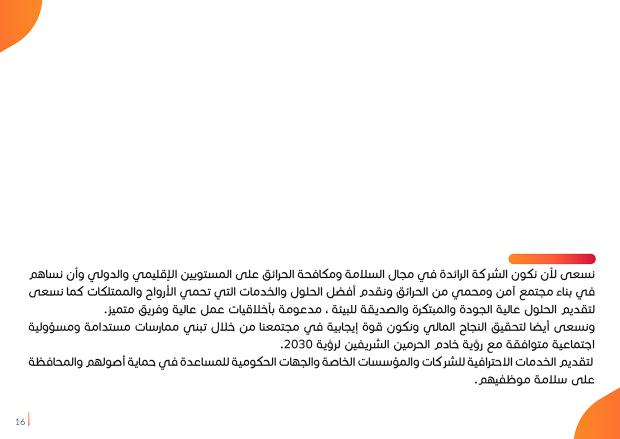 نسعى لأن نكون الشركة الرائدة في مجال السلامة ومكافحة الحرائق على المستويين الإقليمي والدولي وأن نساهم
في بناء مجتمع آمن ومحمي من الحرائق ونقدم أفضل الحلول والخدمات التي تحمي الأرواح والممتلكات كما نسعى
لتقديم الحلول عالية الجودة والمبتكرة والصديقة للبيئة ، مدعومة بأخلاقيات عمل عالية وفريق متميز.
ونسعى أيضا لتحقيق النجاح المالي ونكون قوة إيجابية في مجتمعنا من خلال تبني ممارسات مستدامة ومسؤولية
اجتماعية متوافقة مع رؤية خادم الحرمين الشريفين لرؤية 2030.
لتقديم الخدمات الاحترافية للشركات والمؤسسات الخاصة والجهات الحكومية للمساعدة في حماية أصولهم والمحافظة
على سلامة موظفيهم.
16